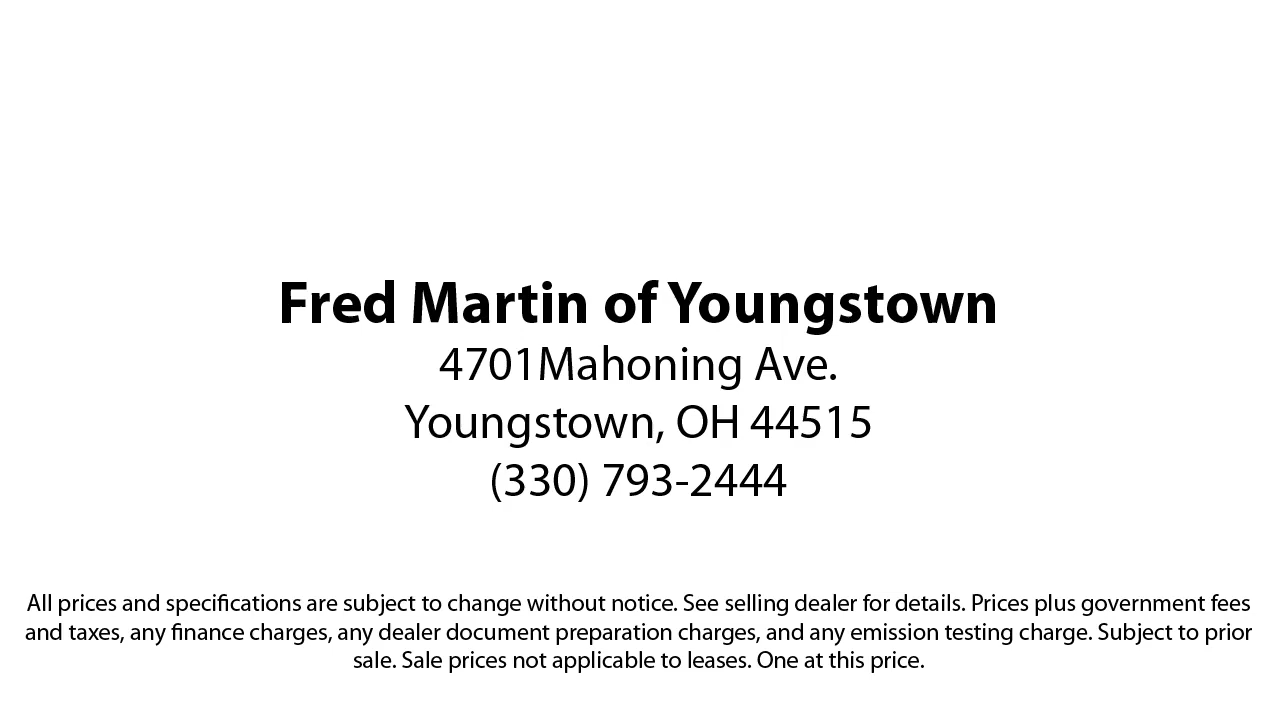 Fred Martin of Youngstown
4701Mahoning Ave.
Youngstown, OH 44515
(330) 793-2444
All prices and specifications are subject to change without notice. See selling dealer for details. Prices plus government fees
and taxes, any finance charges, any dealer document preparation charges, and any emission testing charge. Subject to prior
sale. Sale prices not applicable to leases. One at this price.